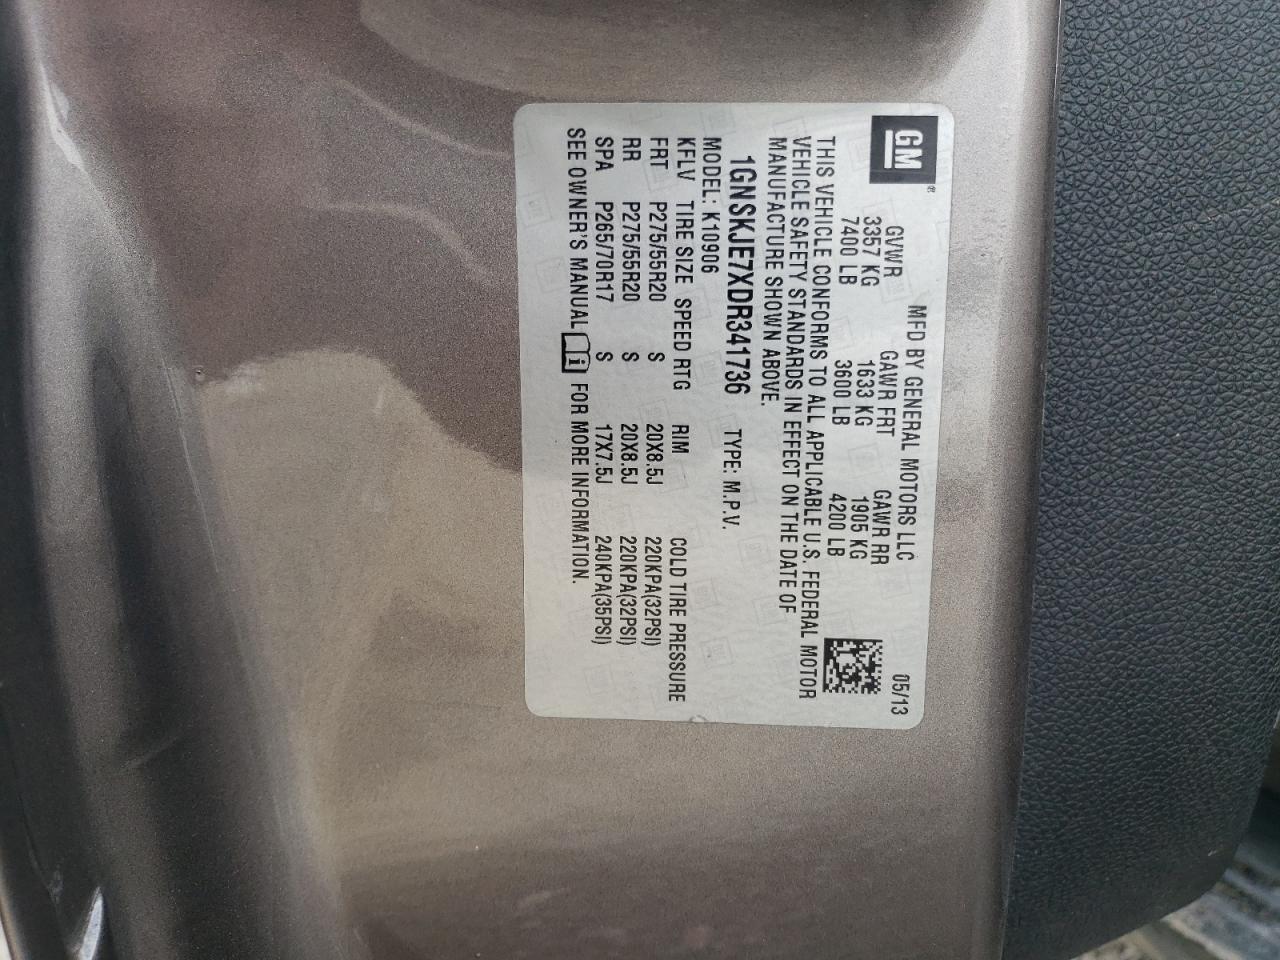 GM®
MFD BY GENERAL MOTORS LLC 05/13
GVWR GAWR FRT GAWR RR
3357 KG 1633 KG 1905 KG
7400 LB 3600 LB 4200 LB
THIS VEHICLE CONFORMS TO ALL APPLICABLE U.S. FEDERAL MOTOR
VEHICLE SAFETY STANDARDS IN EFFECT ON THE DATE OF
MANUFACTURE SHOWN ABOVE.
1GNSKJE7XDR341736 TYPE: M.P.V.
MODEL: K10906
KFLV TIRE SIZE SPEED RTG RIM COLD TIRE PRESSURE
FRT P275/55R20 S 20X8.5J 220KPA(32PSI)
RR P275/55R20 S 20X8.5J 220KPA(32PSI)
SPA P265/70R17 S 17X7.5J 240KPA(35PSI)
SEE OWNER'S MANUAL i FOR MORE INFORMATION.